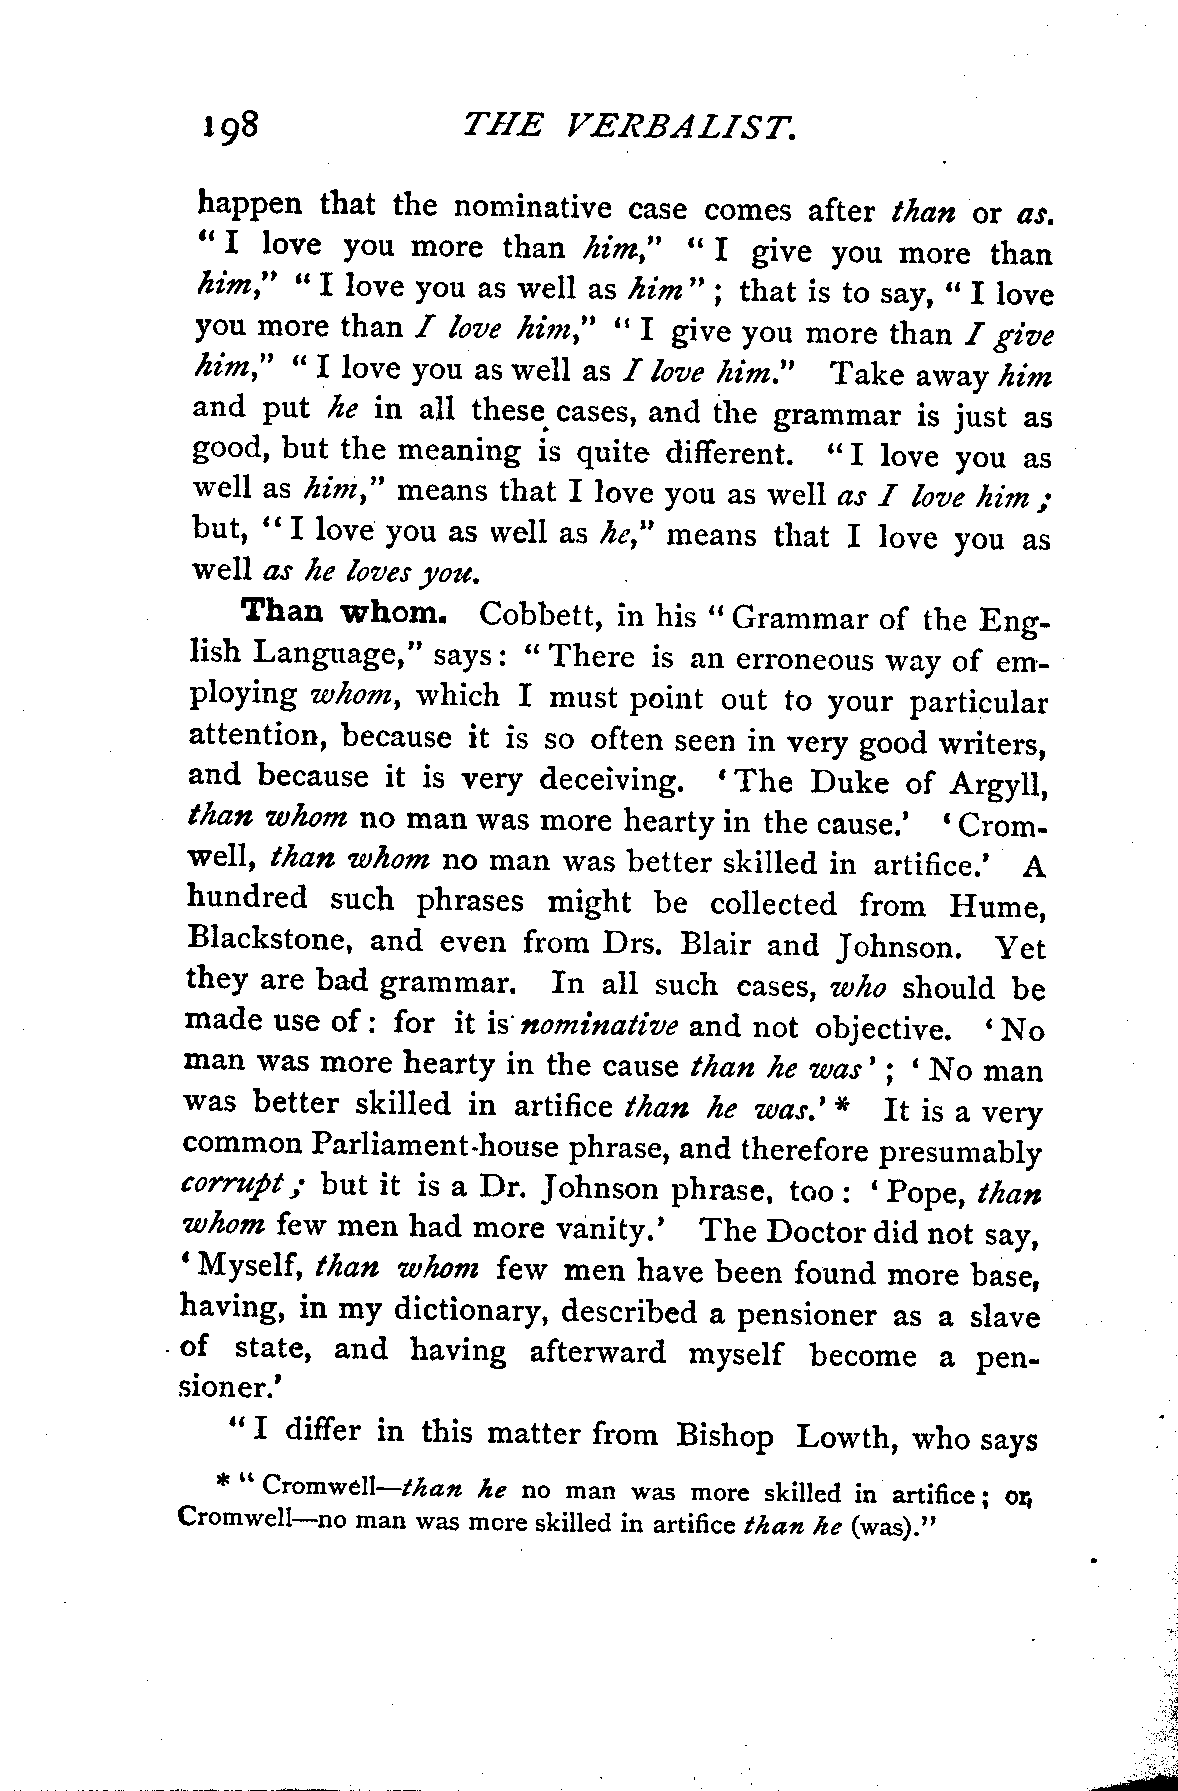 198 THE VERBALIST.
happen that the nominative case comes after than or as.
“I love you more than him,” “I give you more than
him,” “I love you as well as him”; that is to say, “I love
you more than I love him,” “I give you more than I give
him,” “I love you as well as I love him.” Take away him
and put he in all these cases, and the grammar is just as
good, but the meaning is quite different. “I love you as
well as him,” means that I love you as well as I love him;
but, “I love you as well as he,” means that I love you as
well as he loves you.
Than whom. Cobbett, in his “Grammar of the Eng-
lish Language,” says: “There is an erroneous way of em-
ploying whom, which I must point out to your particular
attention, because it is so often seen in very good writers,
and because it is very deceiving. ‘The Duke of Argyll,
than whom no man was more hearty in the cause.’ ‘Crom-
well, than whom no man was better skilled in artifice.’ A
hundred such phrases might be collected from Hume,
Blackstone, and even from Drs. Blair and Johnson. Yet
they are bad grammar. In all such cases, who should be
made use of: for it is nominative and not objective. ‘No
man was more hearty in the cause than he was’; ‘No man
was better skilled in artifice than he was.’* It is a very
common Parliament-house phrase, and therefore presumably
corrupt; but it is a Dr. Johnson phrase, too: ‘Pope, than
whom few men had more vanity.’ The Doctor did not say,
‘Myself, than whom few men have been found more base,
having, in my dictionary, described a pensioner as a slave
of state, and having afterward myself become a pen-
sioner.’
“I differ in this matter from Bishop Lowth, who says
* “Cromwell—than he no man was more skilled in artifice; or,
Cromwell—no man was more skilled in artifice than he (was).”